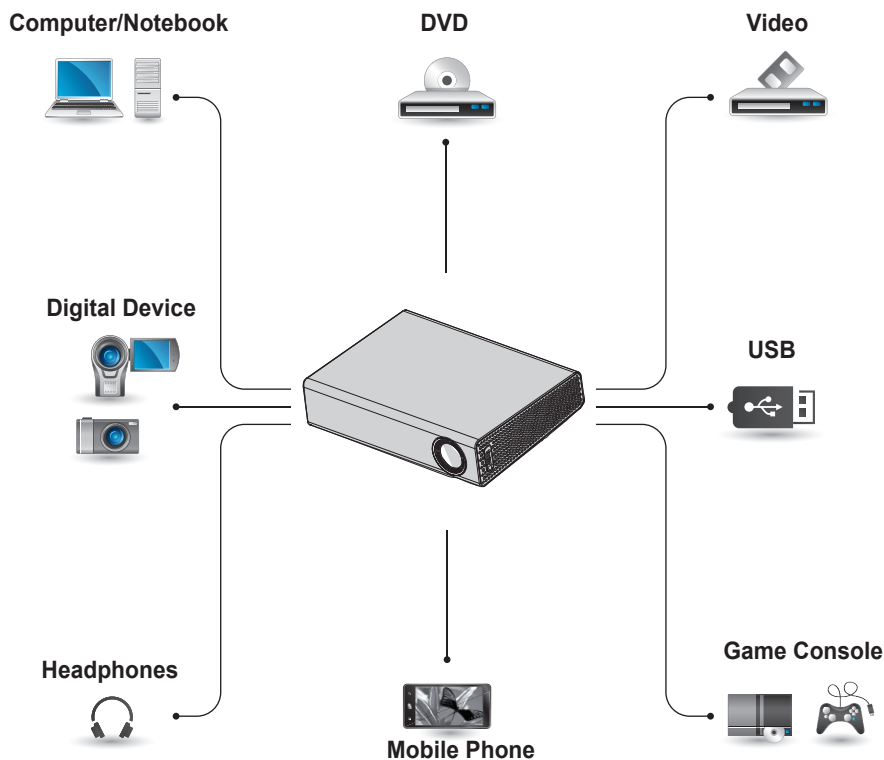 Computer/Notebook
DVD
Video
Digital Device
USB
Headphones
Game Console
Mobile Phone